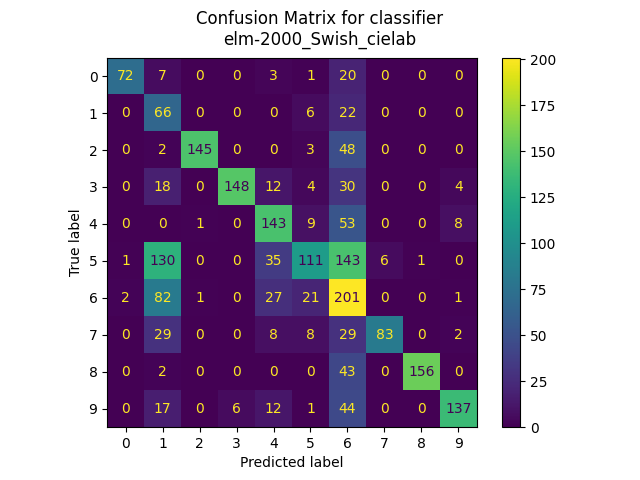 Confusion Matrix for classifier
elm-2000_Swish_cielab
0 72 7 0 0 3 1 20 0 0 0
1 0 66 0 0 0 6 22 0 0 0
2 0 2 145 0 0 3 48 0 0 0
3 0 18 0 148 12 4 30 0 0 4
4 0 0 1 0 143 9 53 0 0 8
5 1 130 0 0 35 111 143 6 1 0
6 2 82 1 0 27 21 201 0 0 1
7 0 29 0 0 8 8 29 83 0 2
8 0 2 0 0 0 0 43 0 156 0
9 0 17 0 6 12 1 44 0 0 137
0 1 2 3 4 5 6 7 8 9
Predicted label
True label
200
175
150
125
100
75
50
25
0